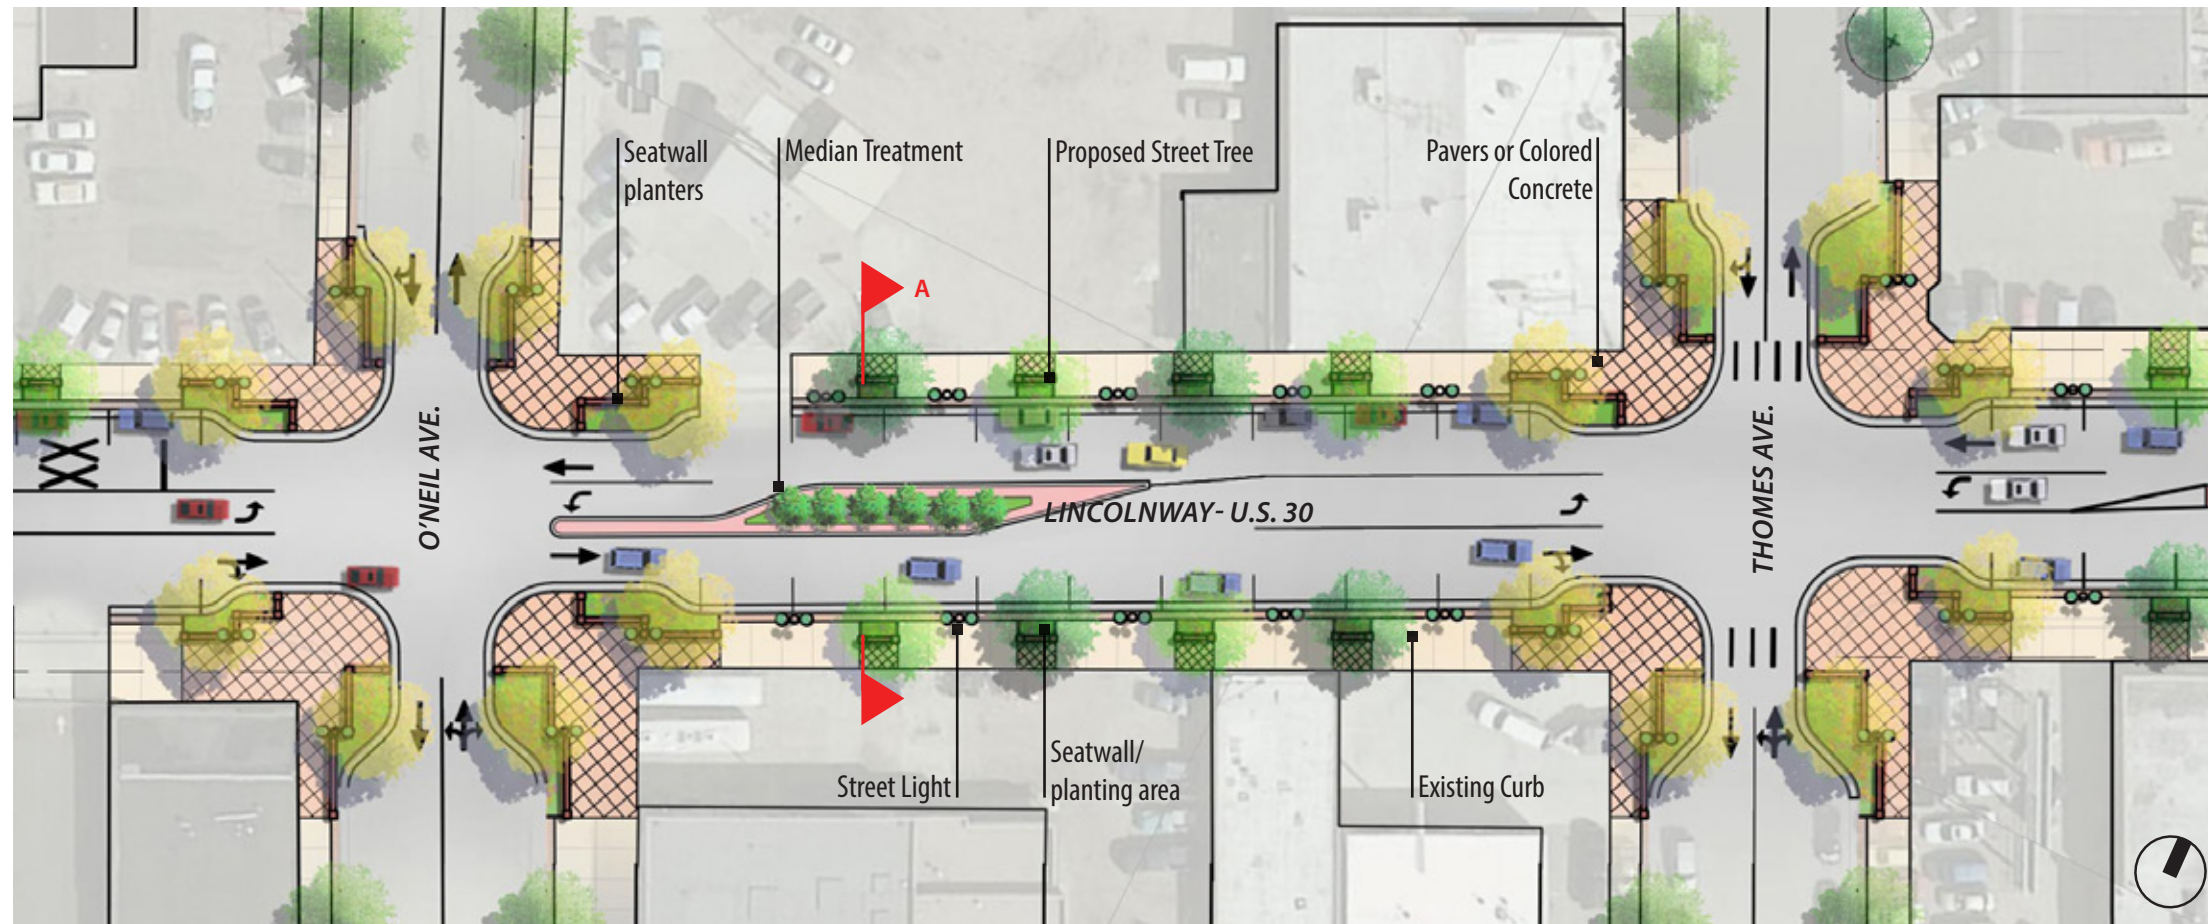 Seatwall
planters
Median Treatment
Proposed Street Tree
Pavers or Colored
Concrete
A
O'NEIL AVE.
THOMES AVE.
LINCOLNWAY- U.S. 30
Street Light
Seatwall/
planting area
Existing Curb